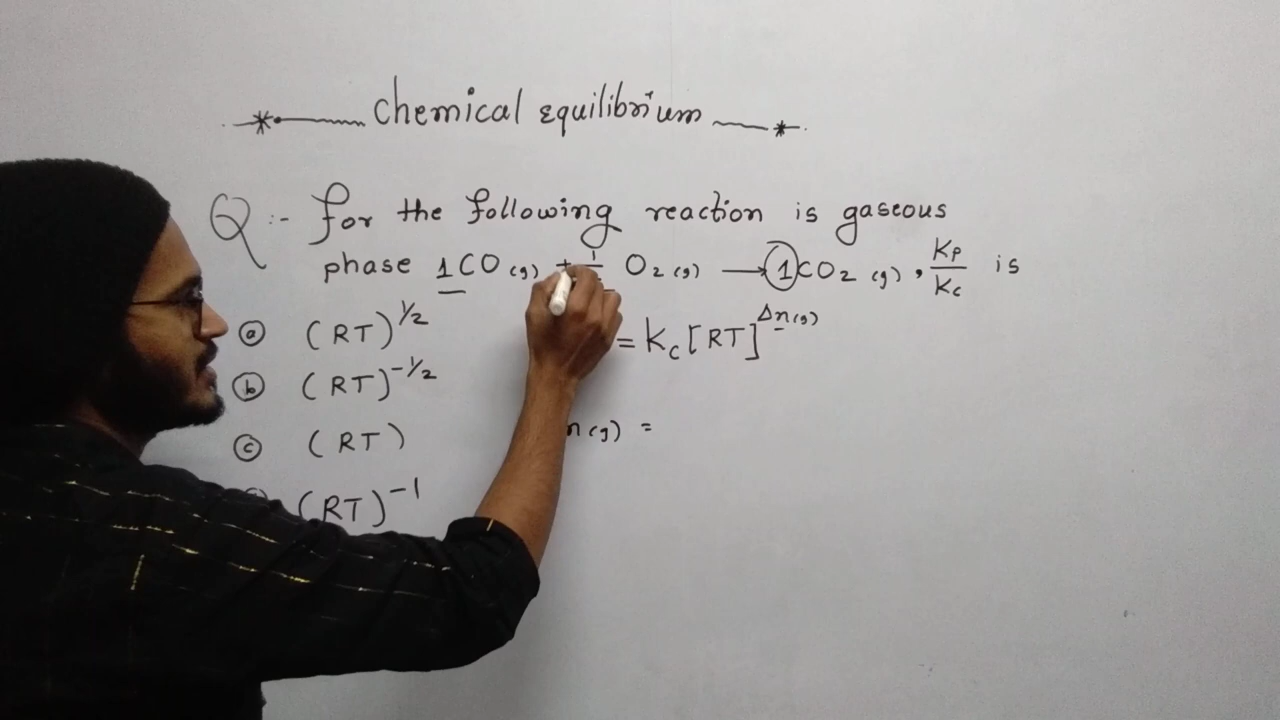 Chemical equilibrium
Q :- for the following reaction is gaseous
phase 1CO (g) + 1 O2 (g) → 1CO2 (g), Kp/Kc is
(a) (RT)^1/2
= Kc [RT]^Δn(g)
(b) (RT)^-1/2
(c) (RT)
n(g) =
(RT)^-1